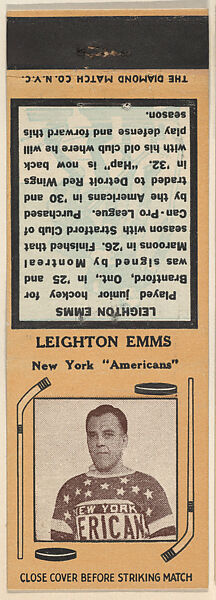 THE DIAMOND MATCH CO. N.Y.C.
LEIGHTON EMMS
Played junior hockey for
Brantford, Ont., in '25 and
was signed by Montreal
Maroons in '26. Finished that
season with Stratford Club of
Can-Pro League. Purchased
by the Americans in '30 and
traded to Detroit Red Wings
in '32. "Hap" is now back
with his old club where he will
play defense and forward this
season.
LEIGHTON EMMS
New York "Americans"
NEW YORK
ERICAN
CLOSE COVER BEFORE STRIKING MATCH